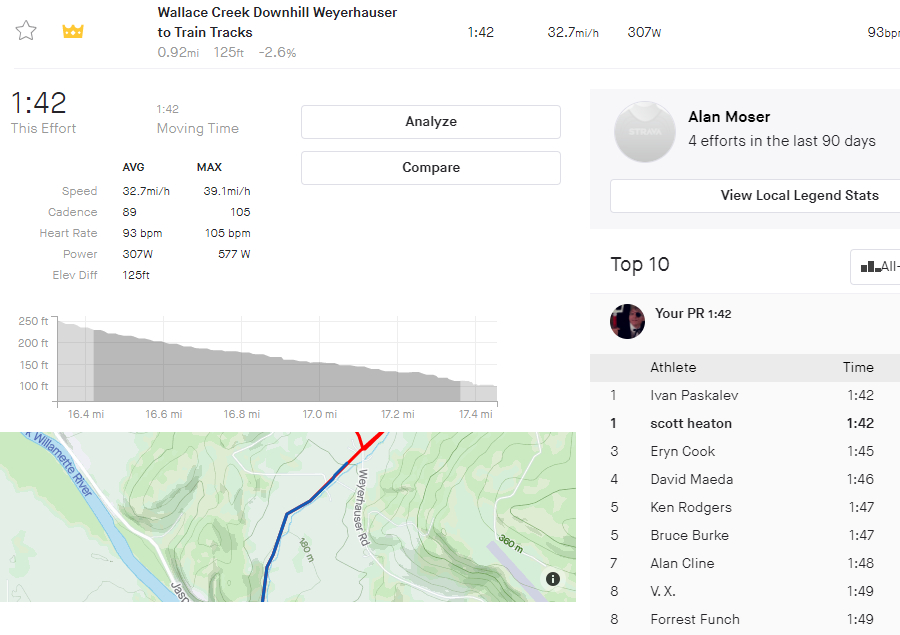 Wallace Creek Downhill Weyerhauser
to Train Tracks
1:42 32.7mi/h 307W 93bpm
0.92mi 125ft -2.6%
1:42
This Effort
1:42
Moving Time
Analyze
Compare
AVG MAX
Speed 32.7mi/h 39.1mi/h
Cadence 89 105
Heart Rate 93 bpm 105 bpm
Power 307W 577 W
Elev Diff 125ft
250 ft
200 ft
150 ft
100 ft
16.4 mi 16.6 mi 16.8 mi 17.0 mi 17.2 mi 17.4 mi
k Willamette River
Weyerhauser Rd
180 m
360 m
Jasp
STRAVA
Alan Moser
4 efforts in the last 90 days
View Local Legend Stats
Top 10
All-
Your PR 1:42
Athlete Time
1 Ivan Paskalev 1:42
1 scott heaton 1:42
3 Eryn Cook 1:45
4 David Maeda 1:46
5 Ken Rodgers 1:47
5 Bruce Burke 1:47
7 Alan Cline 1:48
8 V. X. 1:49
8 Forrest Funch 1:49